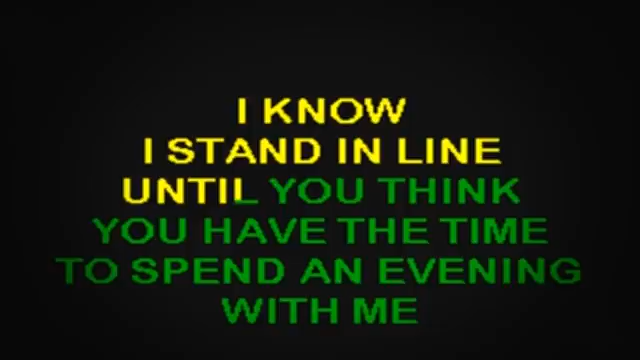 I KNOW
I STAND IN LINE
UNTIL YOU THINK
YOU HAVE THE TIME
TO SPEND AN EVENING
WITH ME